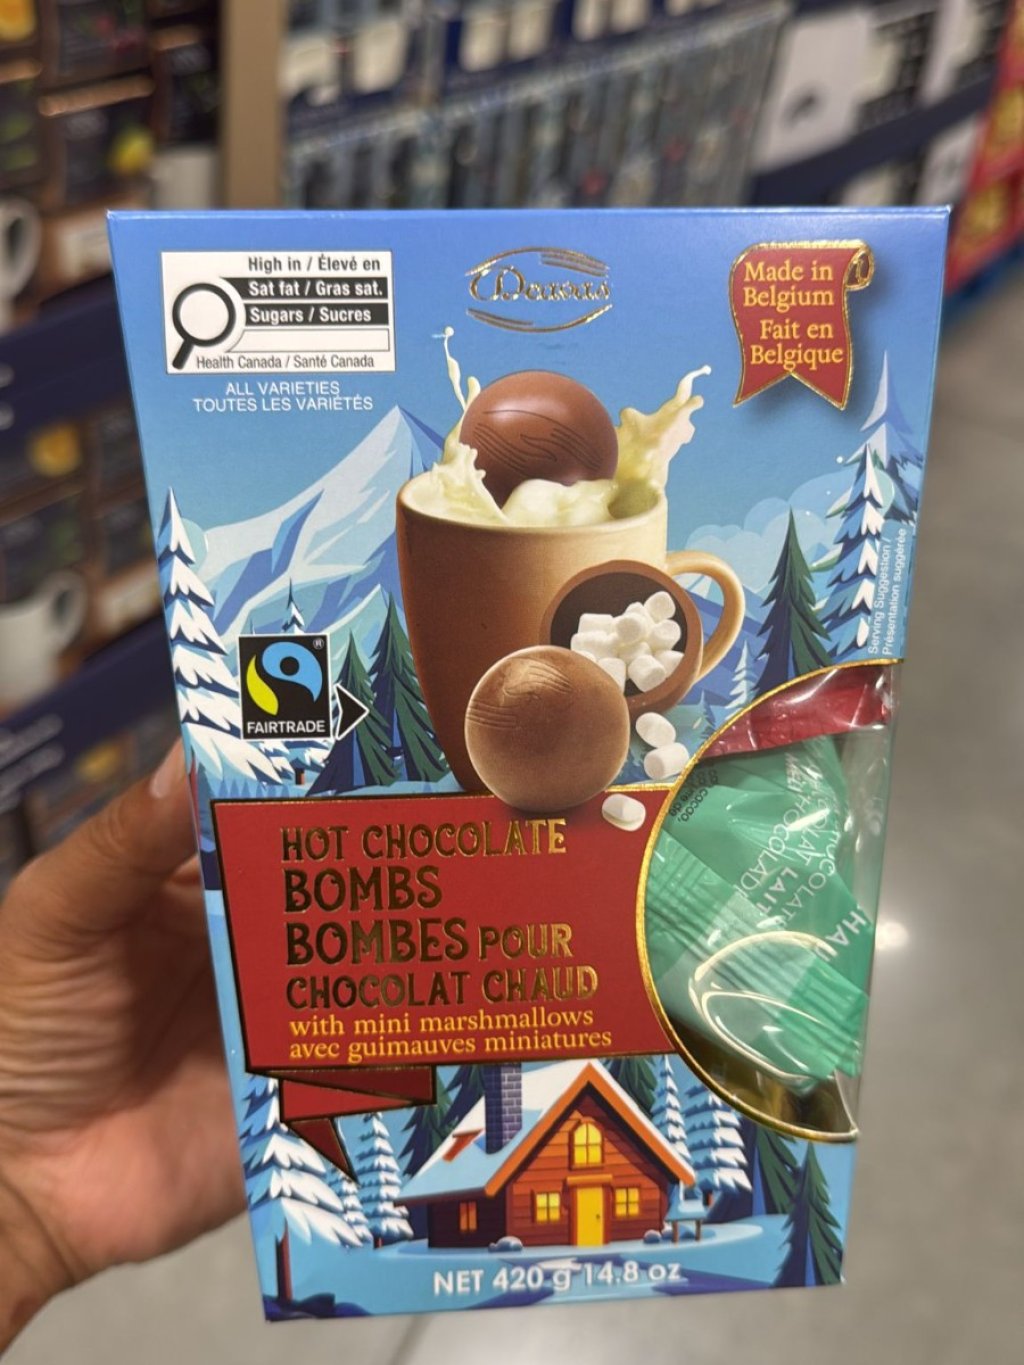 High in / Élevé en
Sat fat / Gras sat.
Sugars / Sucres
Health Canada / Santé Canada
ALL VARIETIES
TOUTES LES VARIÉTÉS
Made in
Belgium
Fait en
Belgique
Serving Suggestion /
Présentation suggérée
FAIRTRADE
®
HOT CHOCOLATE
BOMBS
BOMBES POUR
CHOCOLAT CHAUD
with mini marshmallows
avec guimauves miniatures
NET 420 g 14.8 oz